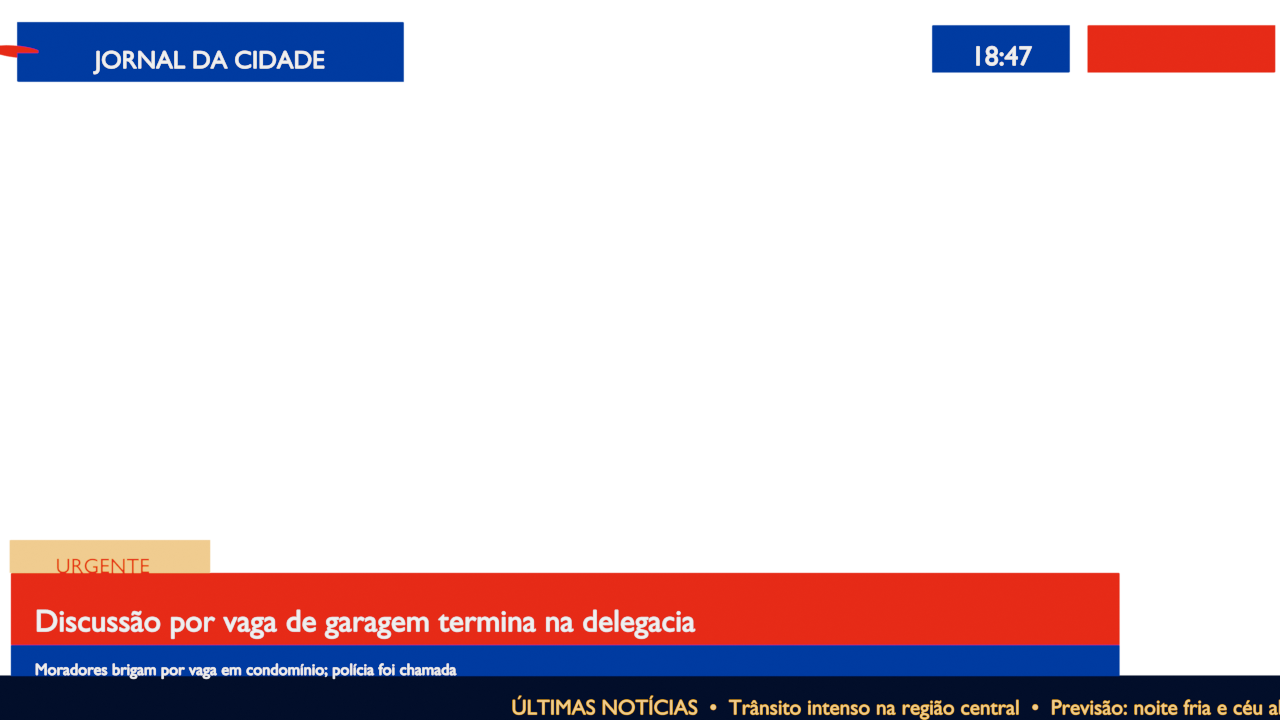 JORNAL DA CIDADE
18:47
URGENTE
Discussão por vaga de garagem termina na delegacia
Moradores brigam por vaga em condomínio; polícia foi chamada
ÚLTIMAS NOTÍCIAS • Trânsito intenso na região central • Previsão: noite fria e céu